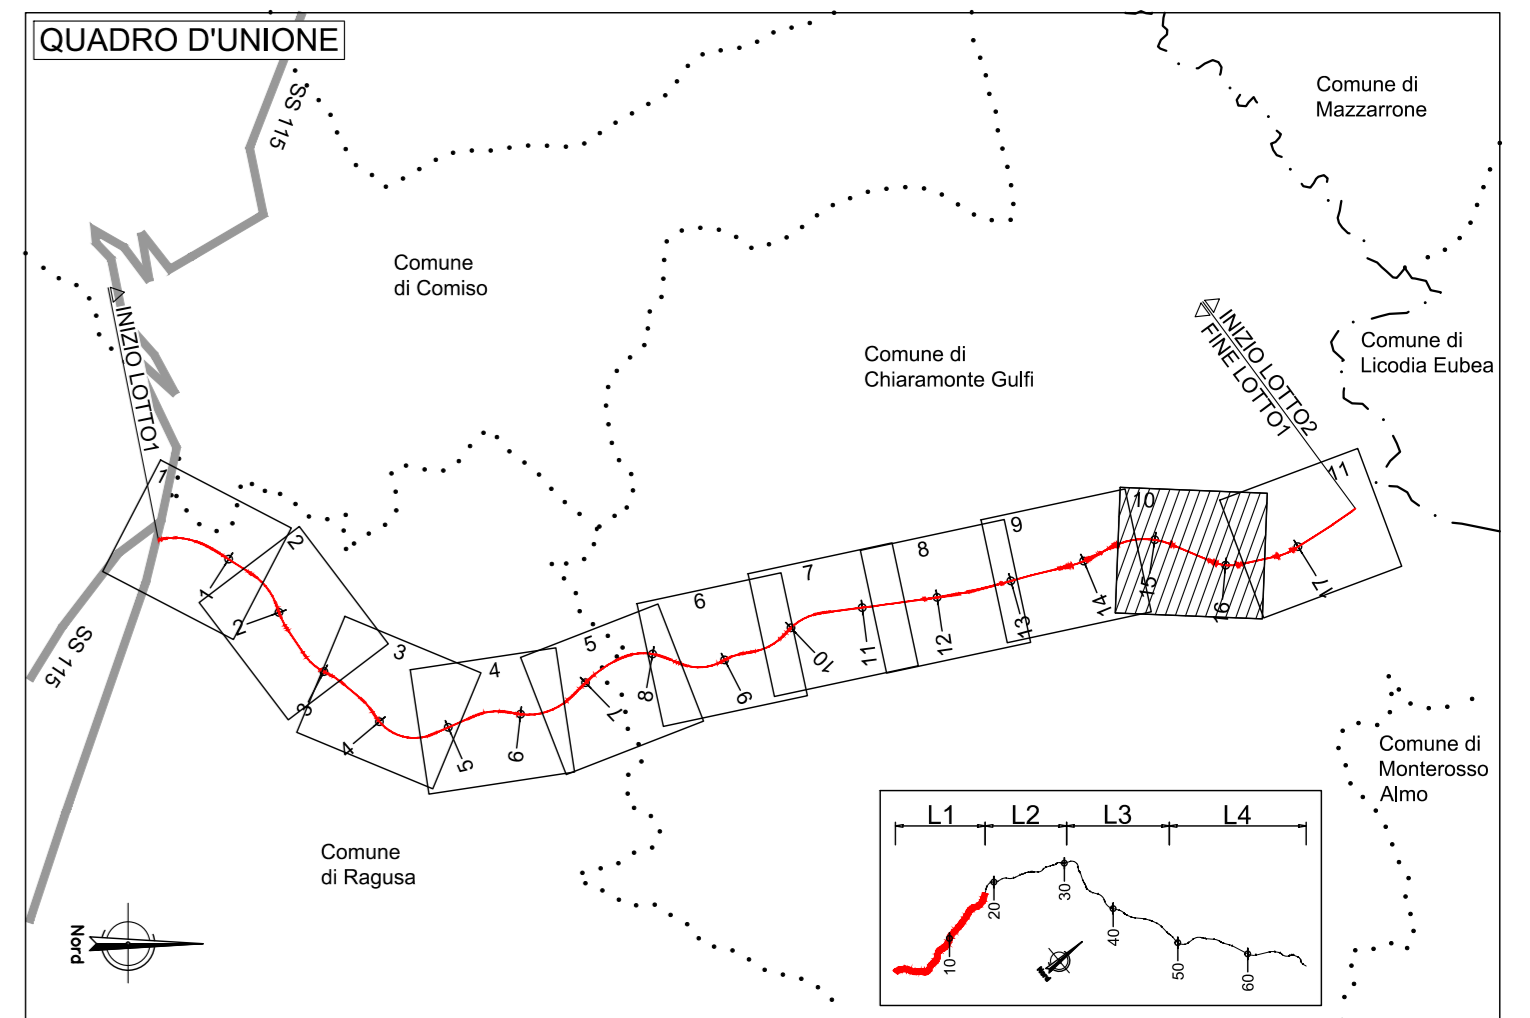 QUADRO D'UNIONE
SS 115
Comune di
Mazzarrone
Comune
di Comiso
INIZIO LOTTO1
Comune di
Chiaramonte Gulfi
INIZIO LOTTO2
FINE LOTTO1
Comune di
Licodia Eubea
1
2
3
4
5
6
7
8
9
10
11
1
2
3
4
5
6
7
8
9
10
11
12
13
14
15
16
17
SS 115
Comune di
Monterosso
Almo
Comune
di Ragusa
Nord
L1
L2
L3
L4
10
20
30
40
50
60
Nord